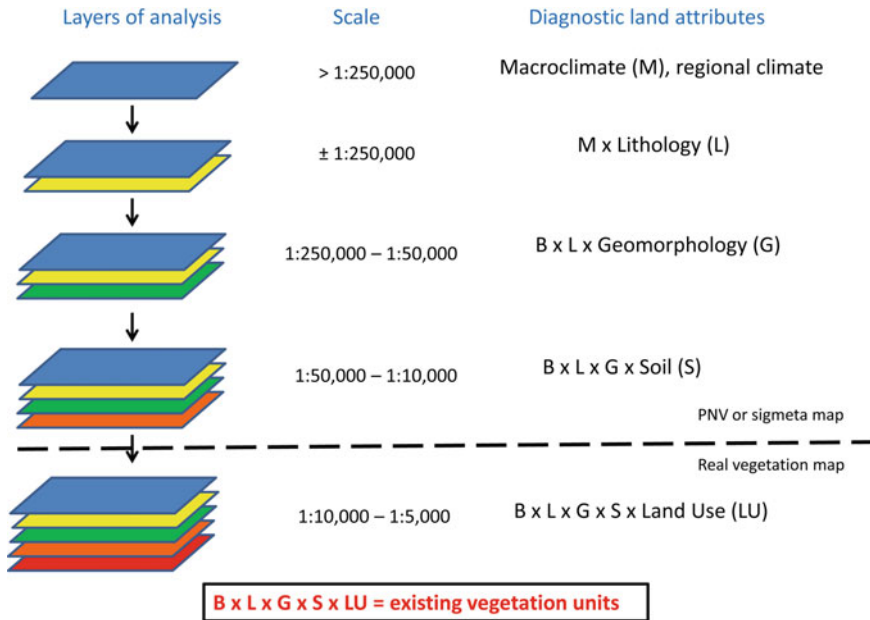 Layers of analysis Scale Diagnostic land attributes
> 1:250,000 Macroclimate (M), regional climate
± 1:250,000 M x Lithology (L)
1:250,000 – 1:50,000 B x L x Geomorphology (G)
1:50,000 – 1:10,000 B x L x G x Soil (S)
PNV or sigmeta map
Real vegetation map
1:10,000 – 1:5,000 B x L x G x S x Land Use (LU)
B x L x G x S x LU = existing vegetation units